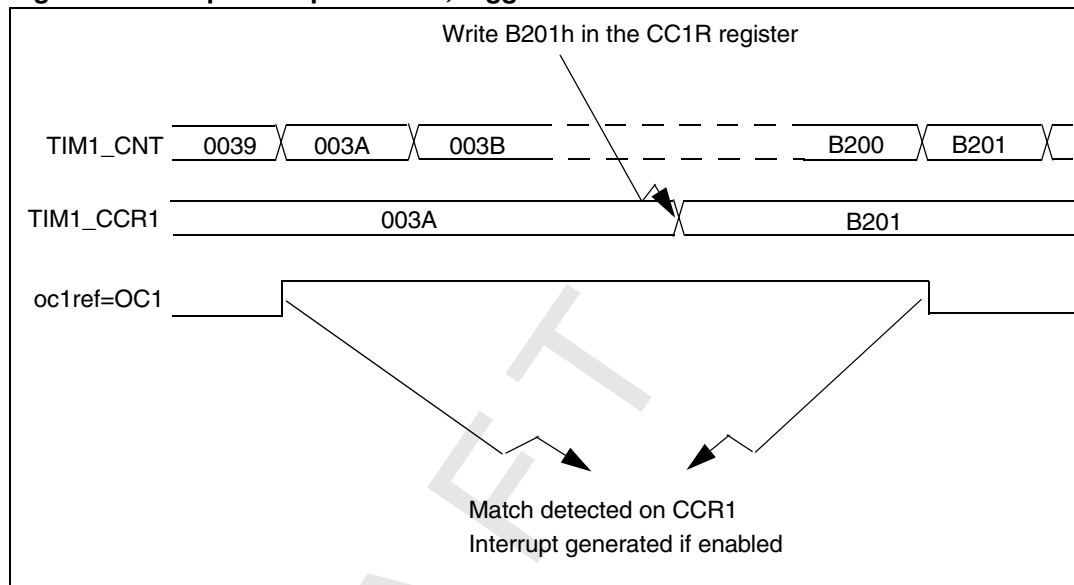 Write B201h in the CC1R register
TIM1_CNT 0039 003A 003B B200 B201
TIM1_CCR1 003A B201
oc1ref=OC1
Match detected on CCR1
Interrupt generated if enabled